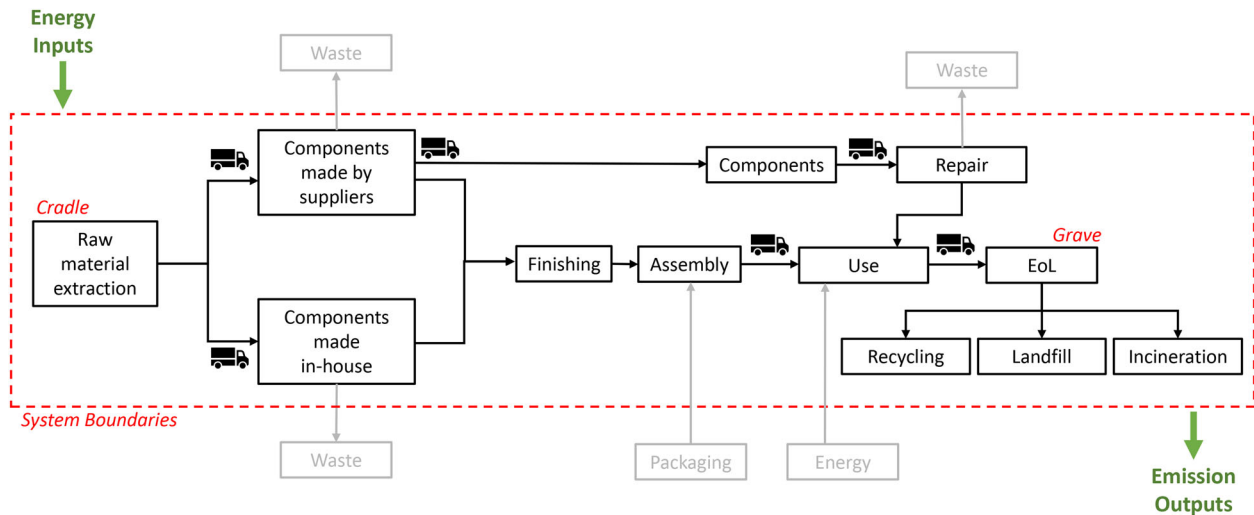 Energy
Inputs
Waste
Waste
Components
made by
suppliers
Components
Repair
Cradle
Raw
material
extraction
Finishing
Assembly
Use
Grave
EoL
Components
made
in-house
Recycling
Landfill
Incineration
System Boundaries
Waste
Packaging
Energy
Emission
Outputs